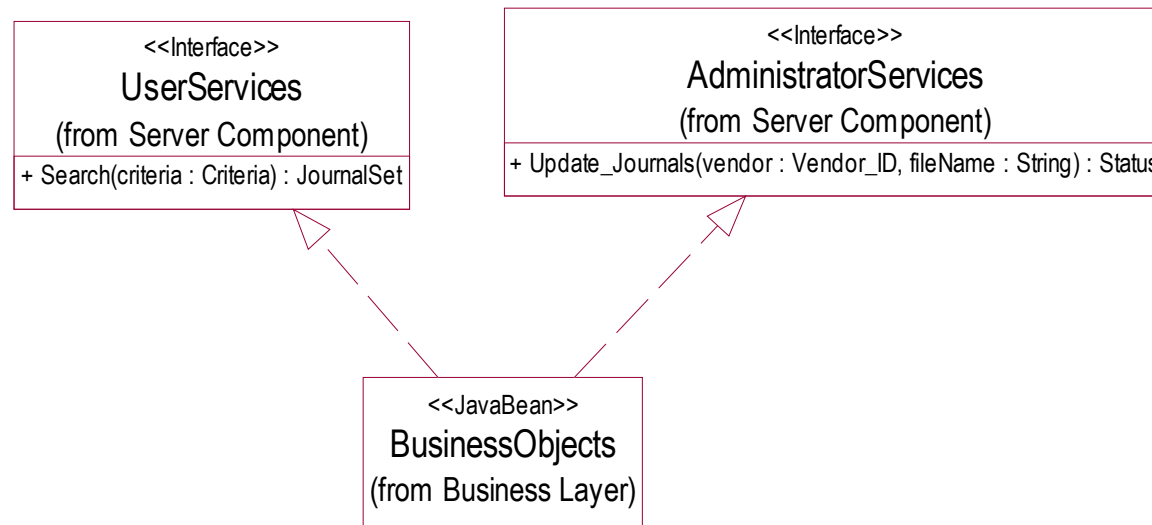 <<Interface>>
UserServices
(from Server Component)
+ Search(criteria : Criteria) : JournalSet
<<Interface>>
AdministratorServices
(from Server Component)
+ Update_Journals(vendor : Vendor_ID, fileName : String) : Status
<<JavaBean>>
BusinessObjects
(from Business Layer)